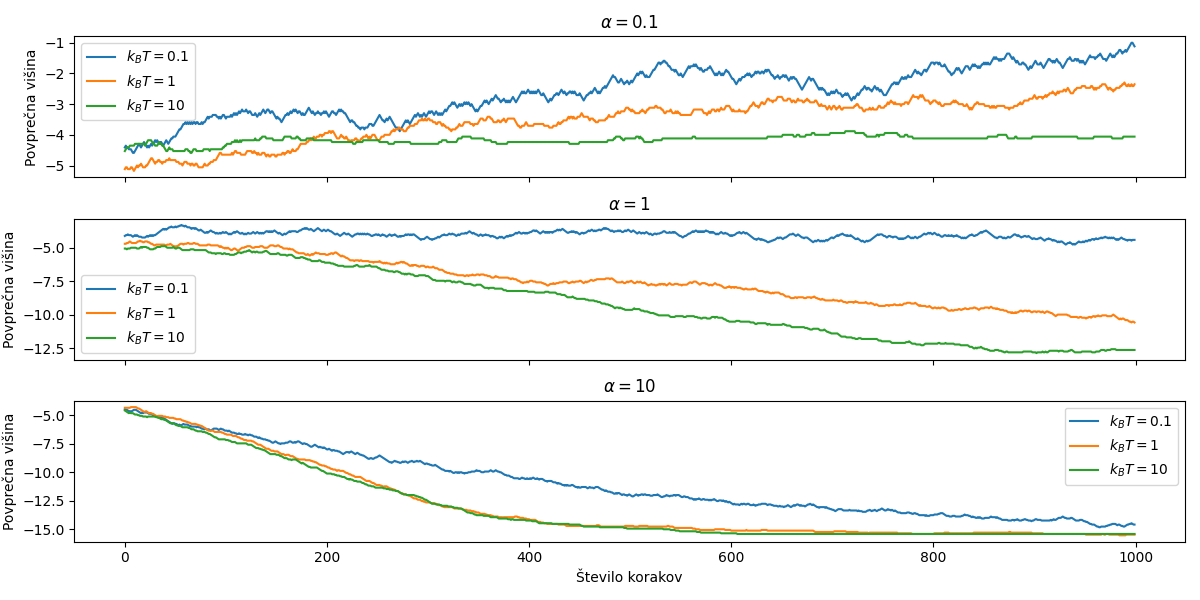 α = 0.1
Povprečna višina
−1
−2
−3
−4
−5
k_BT = 0.1
k_BT = 1
k_BT = 10
α = 1
Povprečna višina
−5.0
−7.5
−10.0
−12.5
k_BT = 0.1
k_BT = 1
k_BT = 10
α = 10
Povprečna višina
−5.0
−7.5
−10.0
−12.5
−15.0
k_BT = 0.1
k_BT = 1
k_BT = 10
0 200 400 600 800 1000
Število korakov